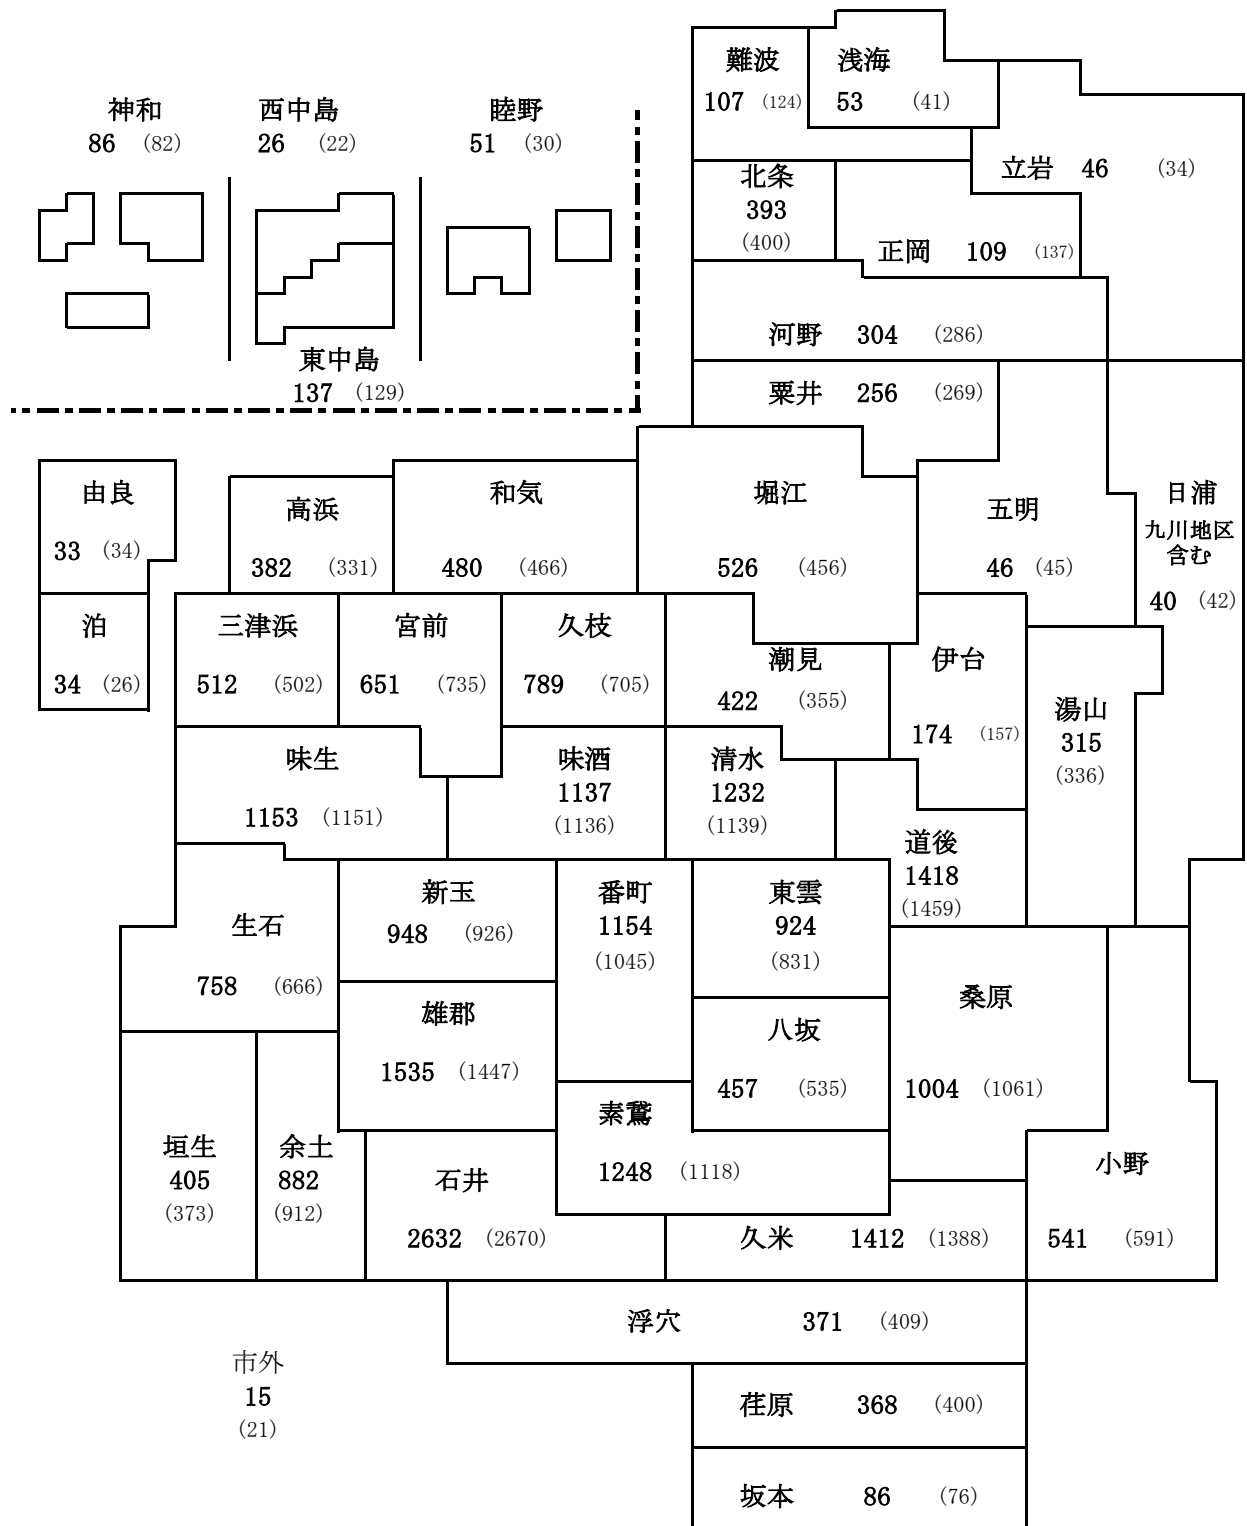 難波
107 (124)
浅海
53 (41)
神和
86 (82)
西中島
26 (22)
睦野
51 (30)
立岩 46 (34)
北条
393
(400)
正岡 109 (137)
河野 304 (286)
東中島
137 (129)
粟井 256 (269)
由良
33 (34)
高浜
382 (331)
和気
480 (466)
堀江
526 (456)
五明
46 (45)
日浦
九川地区
含む
40 (42)
泊
34 (26)
三津浜
512 (502)
宮前
651 (735)
久枝
789 (705)
潮見
422 (355)
伊台
174 (157)
湯山
315
(336)
味生
1153 (1151)
味酒
1137
(1136)
清水
1232
(1139)
道後
1418
(1459)
生石
758 (666)
新玉
948 (926)
番町
1154
(1045)
東雲
924
(831)
桑原
1004 (1061)
雄郡
1535 (1447)
八坂
457 (535)
素鵞
1248 (1118)
垣生
405
(373)
余土
882
(912)
石井
2632 (2670)
久米 1412 (1388)
小野
541 (591)
浮穴 371 (409)
市外
15
(21)
荏原 368 (400)
坂本 86 (76)